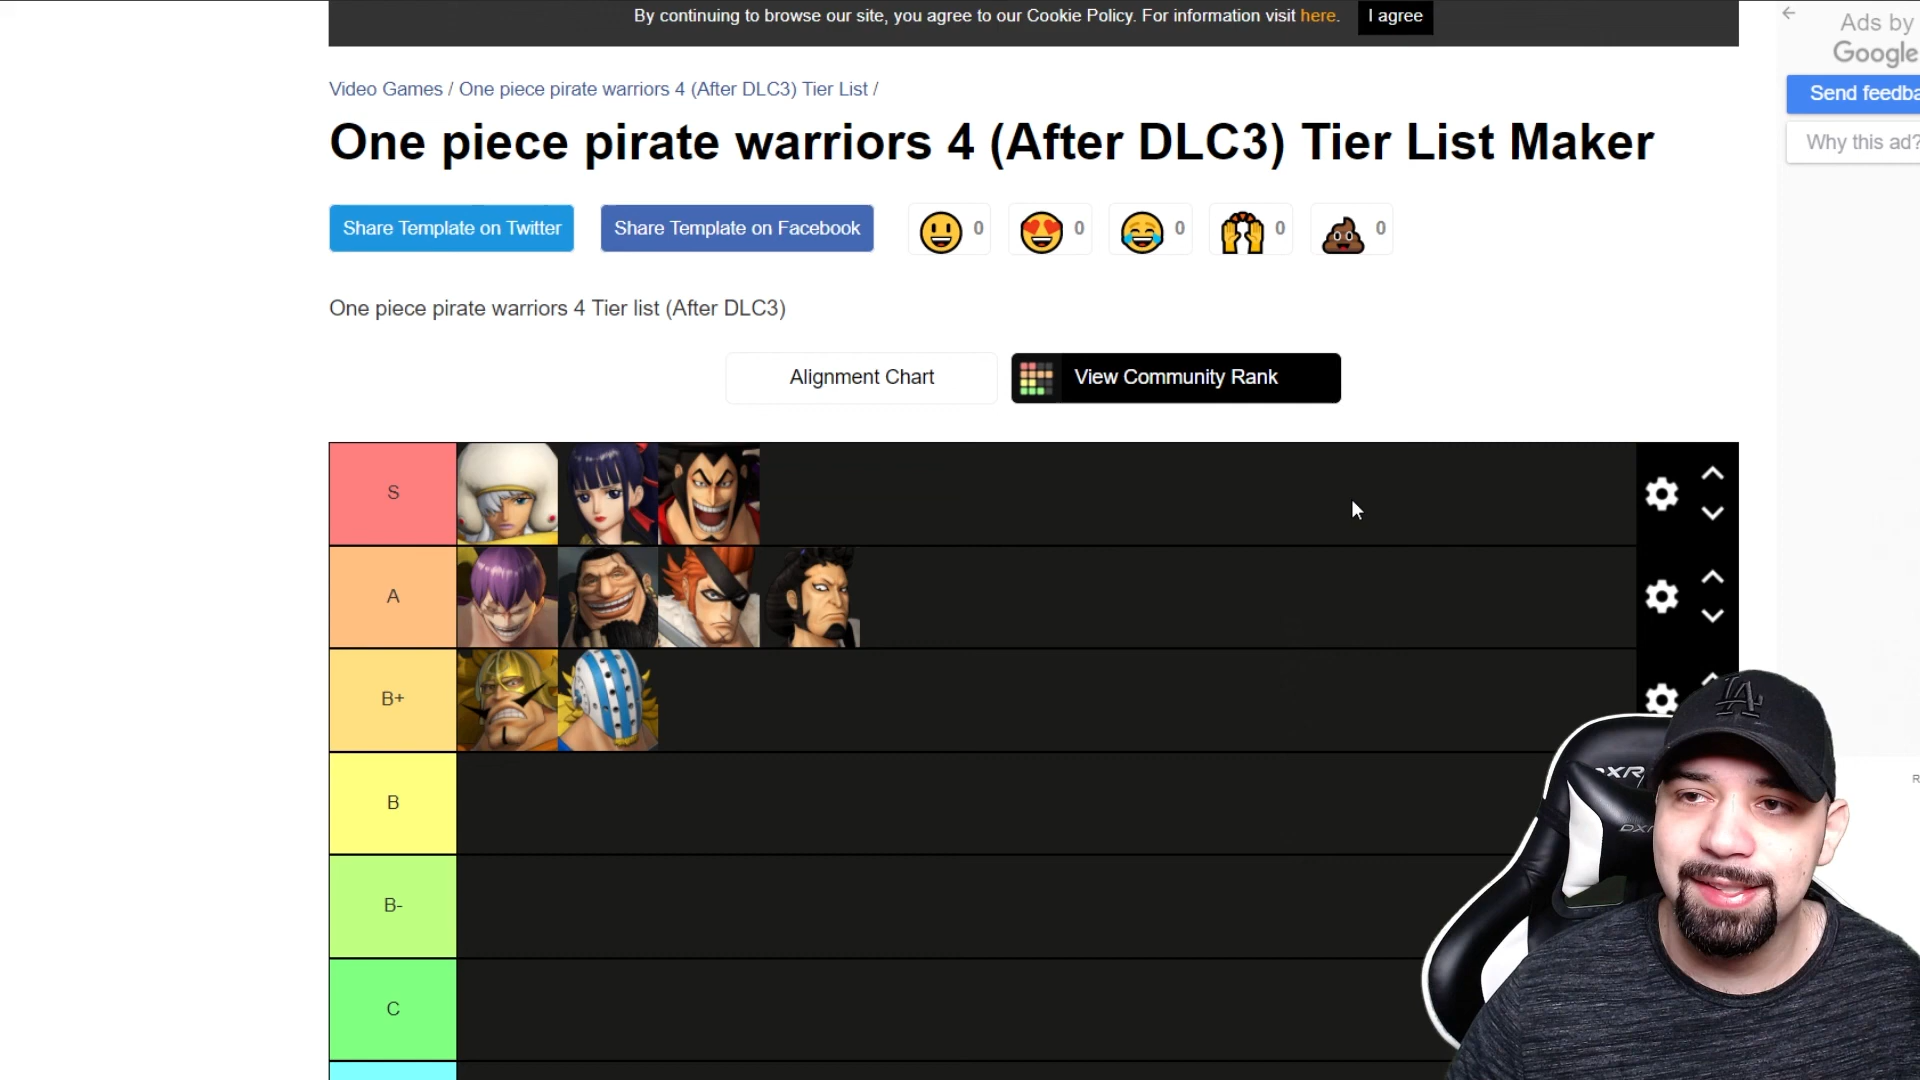 By continuing to browse our site, you agree to our Cookie Policy. For information visit here.
I agree
Ads by
Google
Send feedba
Why this ad?
Video Games / One piece pirate warriors 4 (After DLC3) Tier List /
One piece pirate warriors 4 (After DLC3) Tier List Maker
Share Template on Twitter
Share Template on Facebook
0
0
0
0
0
One piece pirate warriors 4 Tier list (After DLC3)
Alignment Chart
View Community Rank
S
A
B+
B
B-
C
LA
R